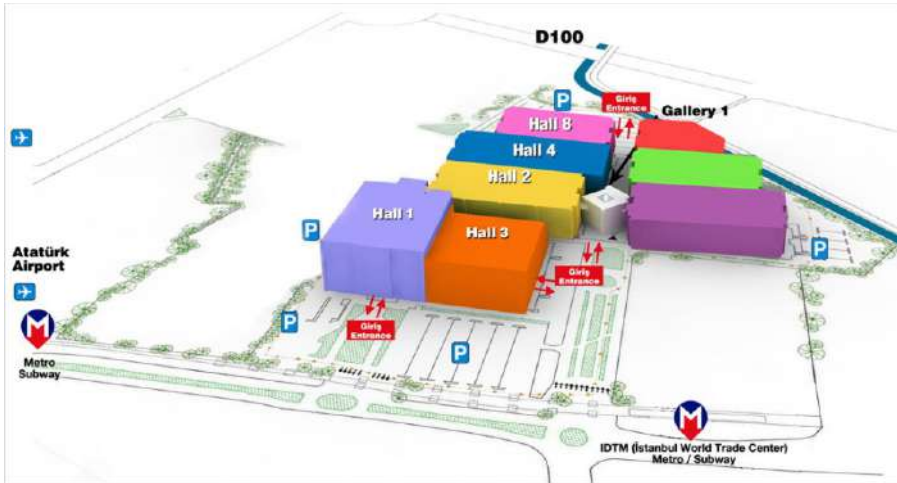 D100
P
Giriş
Entrance
Gallery 1
Hall 8
Hall 4
Hall 2
Hall 1
Hall 3
P
P
Atatürk
Airport
Giriş
Entrance
Giriş
Entrance
P
P
M
Metro
Subway
M
IDTM (İstanbul World Trade Center)
Metro / Subway